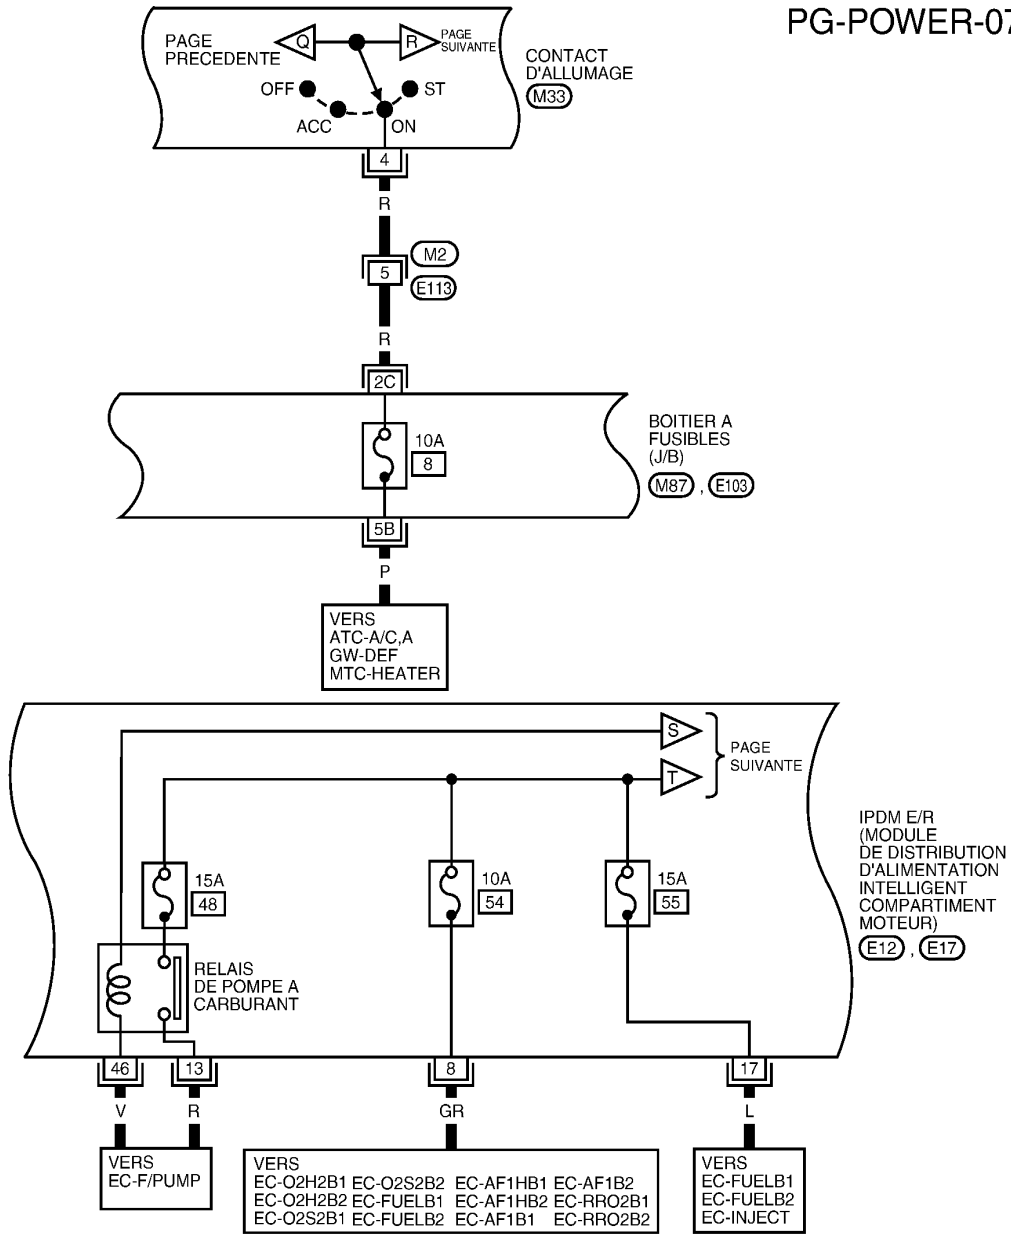 PG-POWER-07
PAGE
PRECEDENTE
Q
R
PAGE
SUIVANTE
OFF
ST
ACC
ON
CONTACT
D'ALLUMAGE
M33
4
R
M2
5
E113
R
2C
10A
8
BOITIER A
FUSIBLES
(J/B)
M87 , E103
5B
P
VERS
ATC-A/C,A
GW-DEF
MTC-HEATER
S
T
PAGE
SUIVANTE
15A
48
10A
54
15A
55
IPDM E/R
(MODULE
DE DISTRIBUTION
D'ALIMENTATION
INTELLIGENT
COMPARTIMENT
MOTEUR)
E12 , E17
RELAIS
DE POMPE A
CARBURANT
46
13
8
17
V
R
GR
L
VERS
EC-F/PUMP
VERS
EC-O2H2B1 EC-O2S2B2 EC-AF1HB1 EC-AF1B2
EC-O2H2B2 EC-FUELB1 EC-AF1HB2 EC-RRO2B1
EC-O2S2B1 EC-FUELB2 EC-AF1B1 EC-RRO2B2
VERS
EC-FUELB1
EC-FUELB2
EC-INJECT